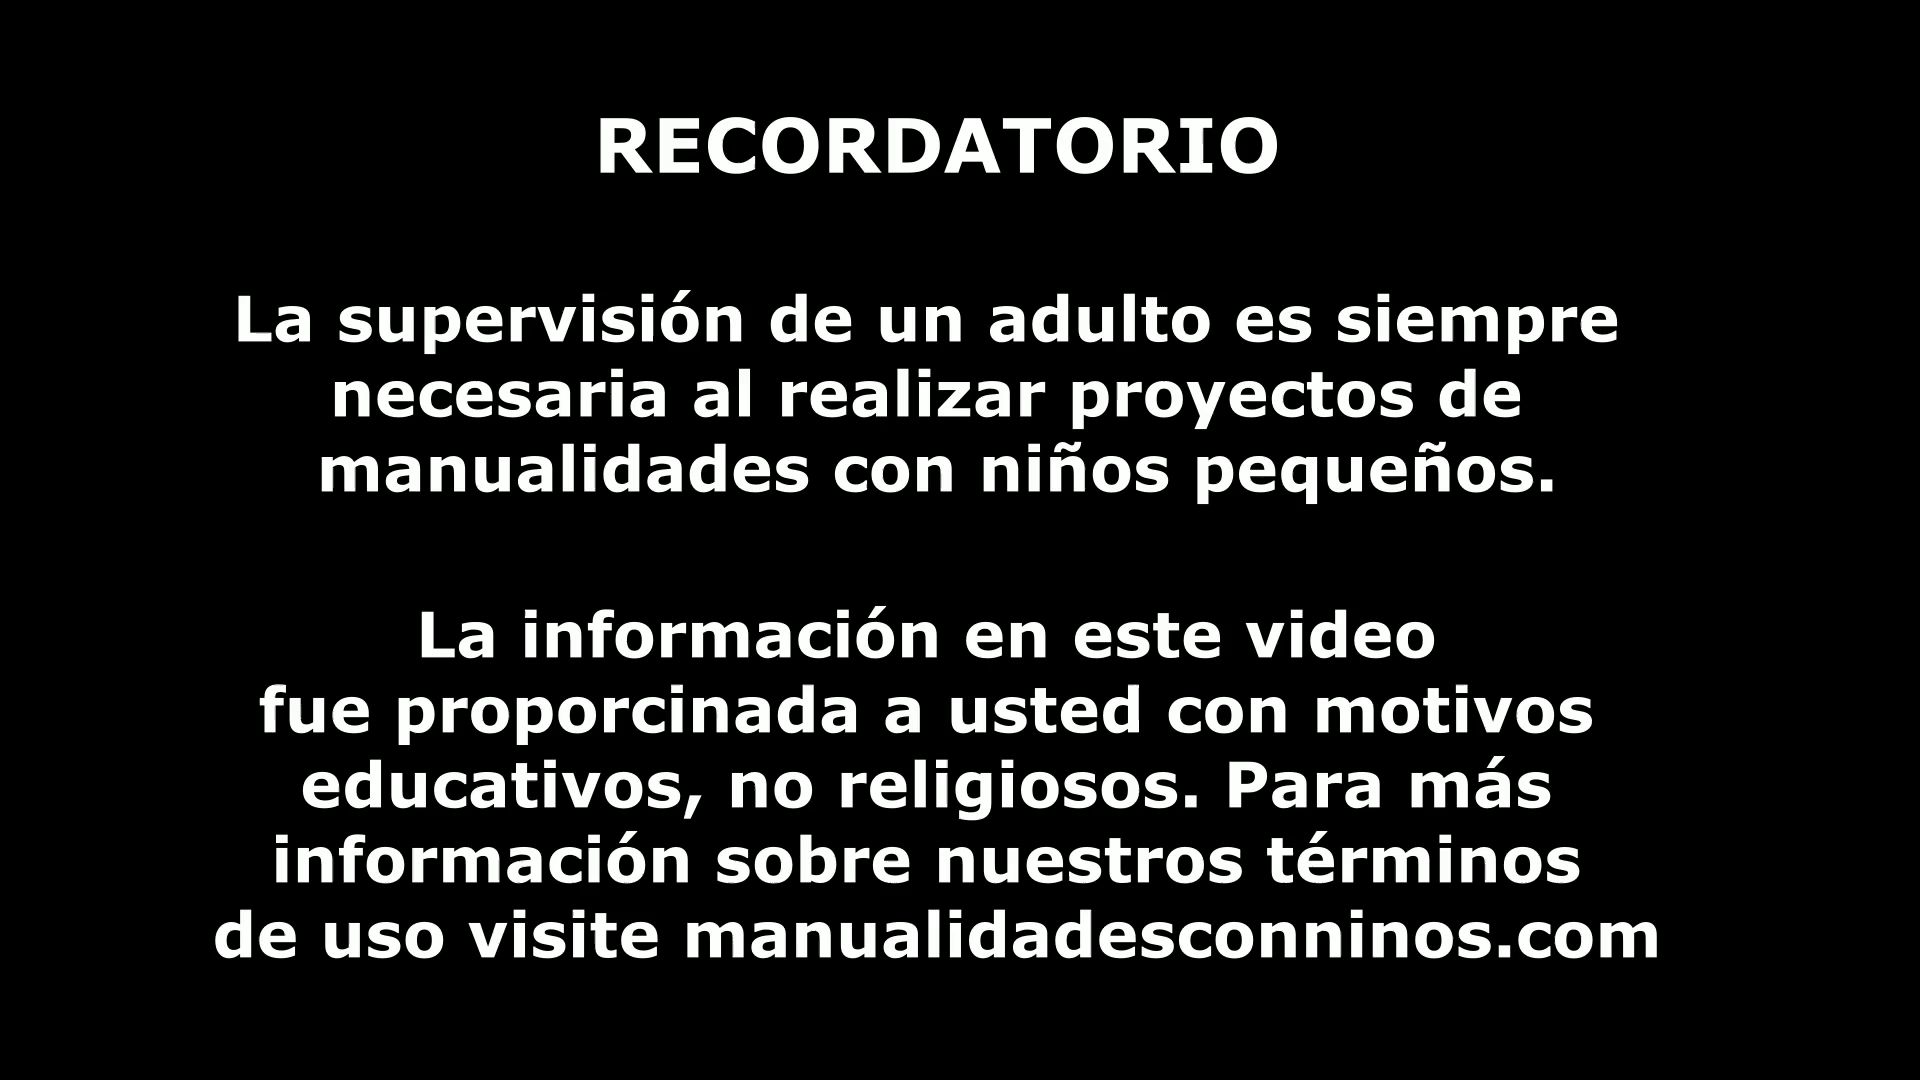 RECORDATORIO
La supervisión de un adulto es siempre
necesaria al realizar proyectos de
manualidades con niños pequeños.
La información en este video
fue proporcinada a usted con motivos
educativos, no religiosos. Para más
información sobre nuestros términos
de uso visite manualidadesconninos.com